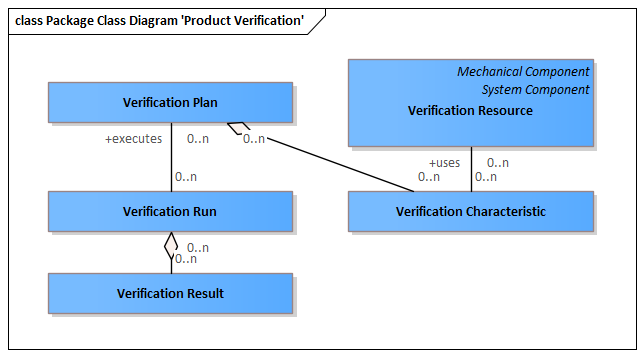 class Package Class Diagram 'Product Verification'
Mechanical Component
System Component
Verification Plan
Verification Resource
+executes
0..n
0..n
+uses
0..n
0..n
0..n
0..n
Verification Run
Verification Characteristic
0..n
0..n
Verification Result